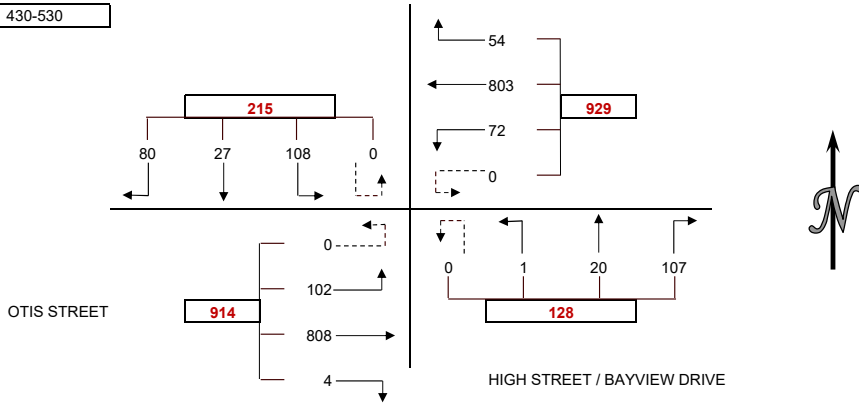 430-530
54
803
929
72
0
215
80 27 108 0
0
102
808
4
914
OTIS STREET
0 1 20 107
128
HIGH STREET / BAYVIEW DRIVE
N